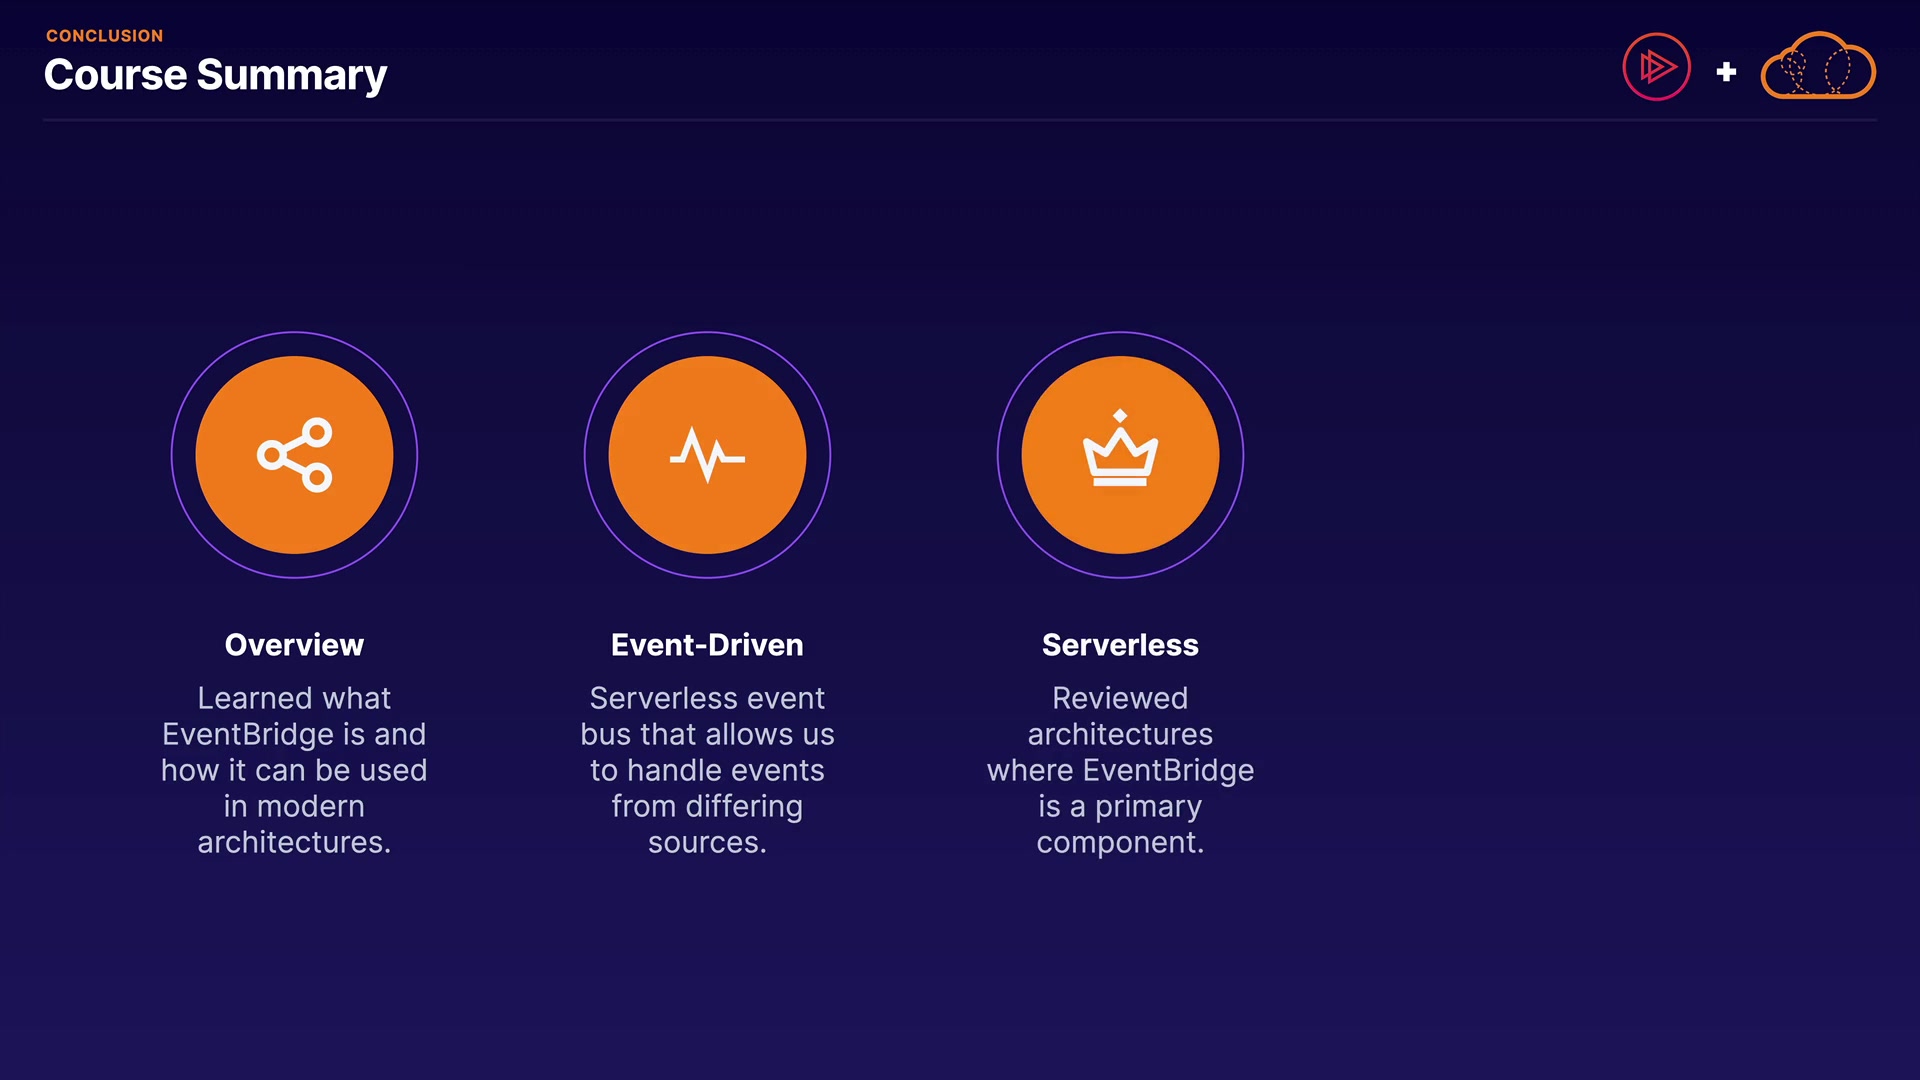 CONCLUSION
Course Summary
Overview
Learned what
EventBridge is and
how it can be used
in modern
architectures.
Event-Driven
Serverless event
bus that allows us
to handle events
from differing
sources.
Serverless
Reviewed
architectures
where EventBridge
is a primary
component.